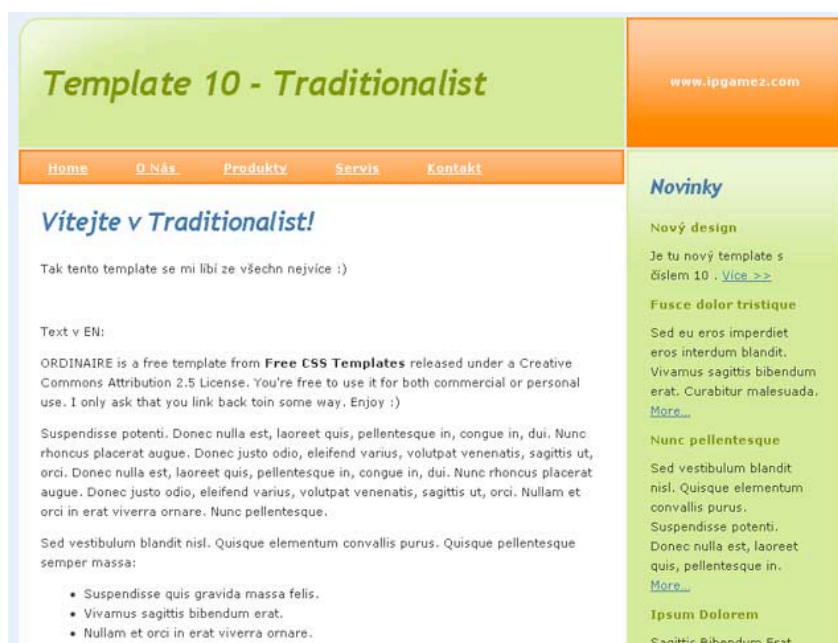 Template 10 - Traditionalist
www.ipgamez.com
Home O Nás Produkty Servis Kontakt
Vítejte v Traditionalist!
Tak tento template se mi líbí ze všechn nejvíce :)
Text v EN:
ORDINAIRE is a free template from Free CSS Templates released under a Creative
Commons Attribution 2.5 License. You're free to use it for both commercial or personal
use. I only ask that you link back toin some way. Enjoy :)
Suspendisse potenti. Donec nulla est, laoreet quis, pellentesque in, congue in, dui. Nunc
rhoncus placerat augue. Donec justo odio, eleifend varius, volutpat venenatis, sagittis ut,
orci. Donec nulla est, laoreet quis, pellentesque in, congue in, dui. Nunc rhoncus placerat
augue. Donec justo odio, eleifend varius, volutpat venenatis, sagittis ut, orci. Nullam et
orci in erat viverra ornare. Nunc pellentesque.
Sed vestibulum blandit nisl. Quisque elementum convallis purus. Quisque pellentesque
semper massa:
• Suspendisse quis gravida massa felis.
• Vivamus sagittis bibendum erat.
• Nullam et orci in erat viverra ornare.
Novinky
Nový design
Je tu nový template s
číslem 10 . Více >>
Fusce dolor tristique
Sed eu eros imperdiet
eros interdum blandit.
Vivamus sagittis bibendum
erat. Curabitur malesuada.
More...
Nunc pellentesque
Sed vestibulum blandit
nisl. Quisque elementum
convallis purus.
Suspendisse potenti.
Donec nulla est, laoreet
quis, pellentesque in.
More...
Ipsum Dolorem
Sagittis Bibendum Erat